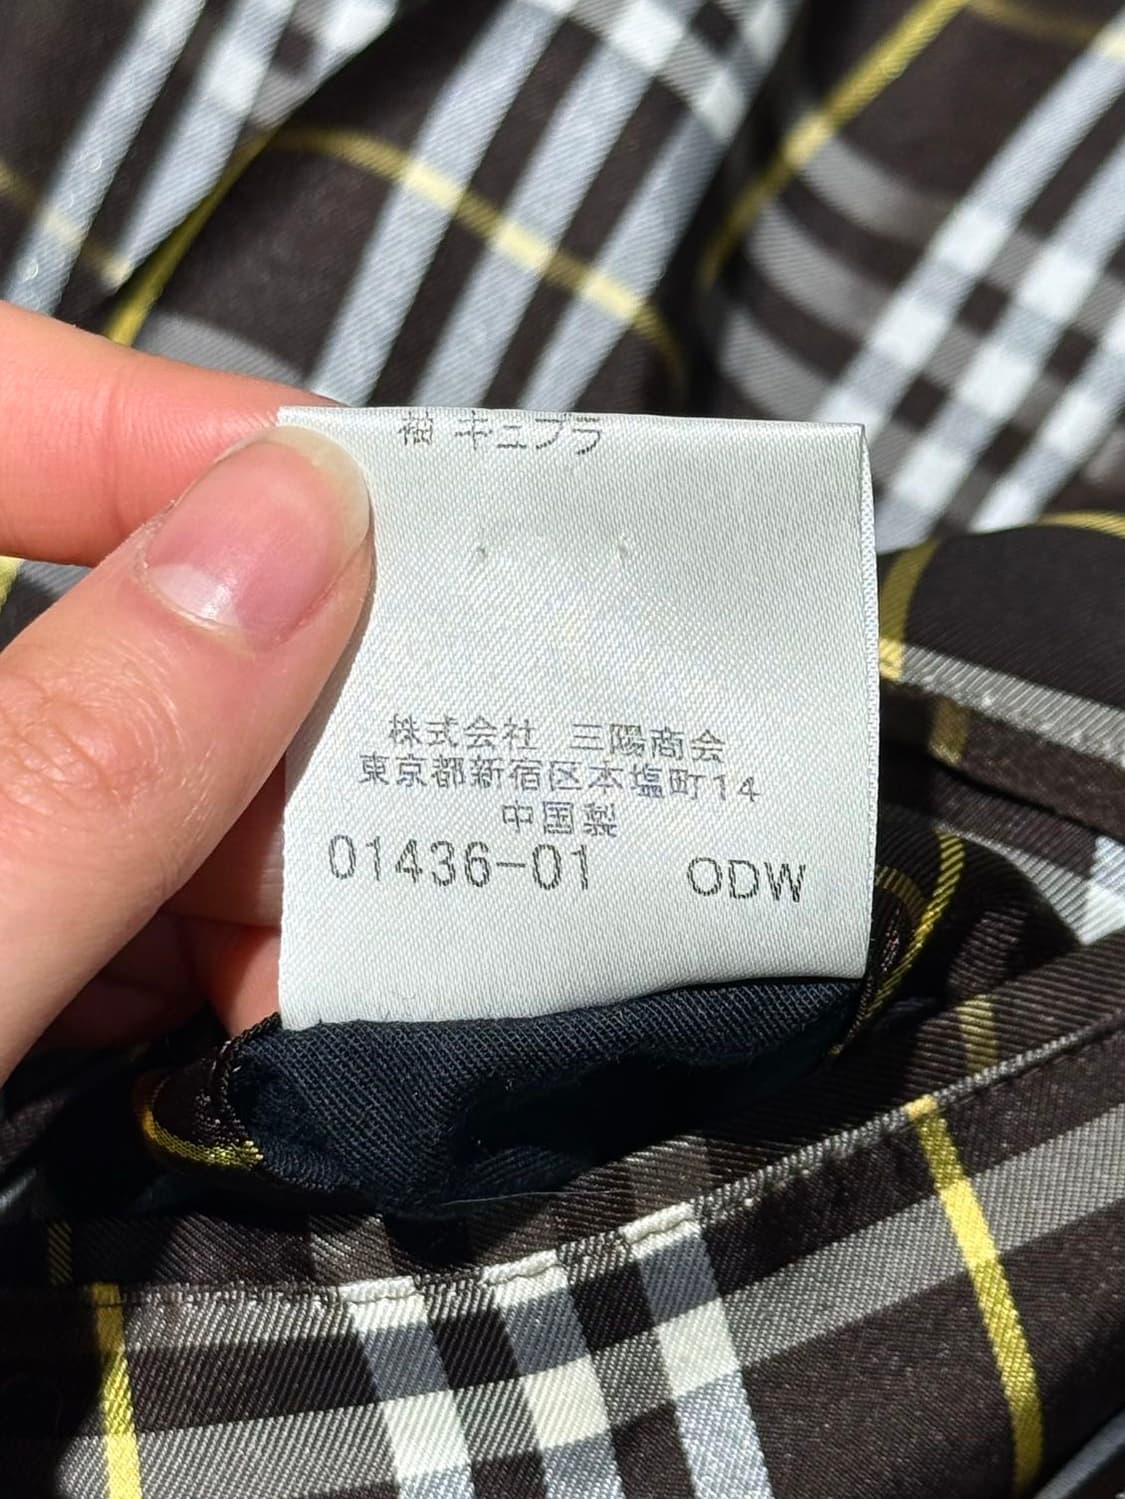 袖 キュプラ
株式会社 三陽商会
東京都新宿区本塩町14
中国製
01436-01 ODW